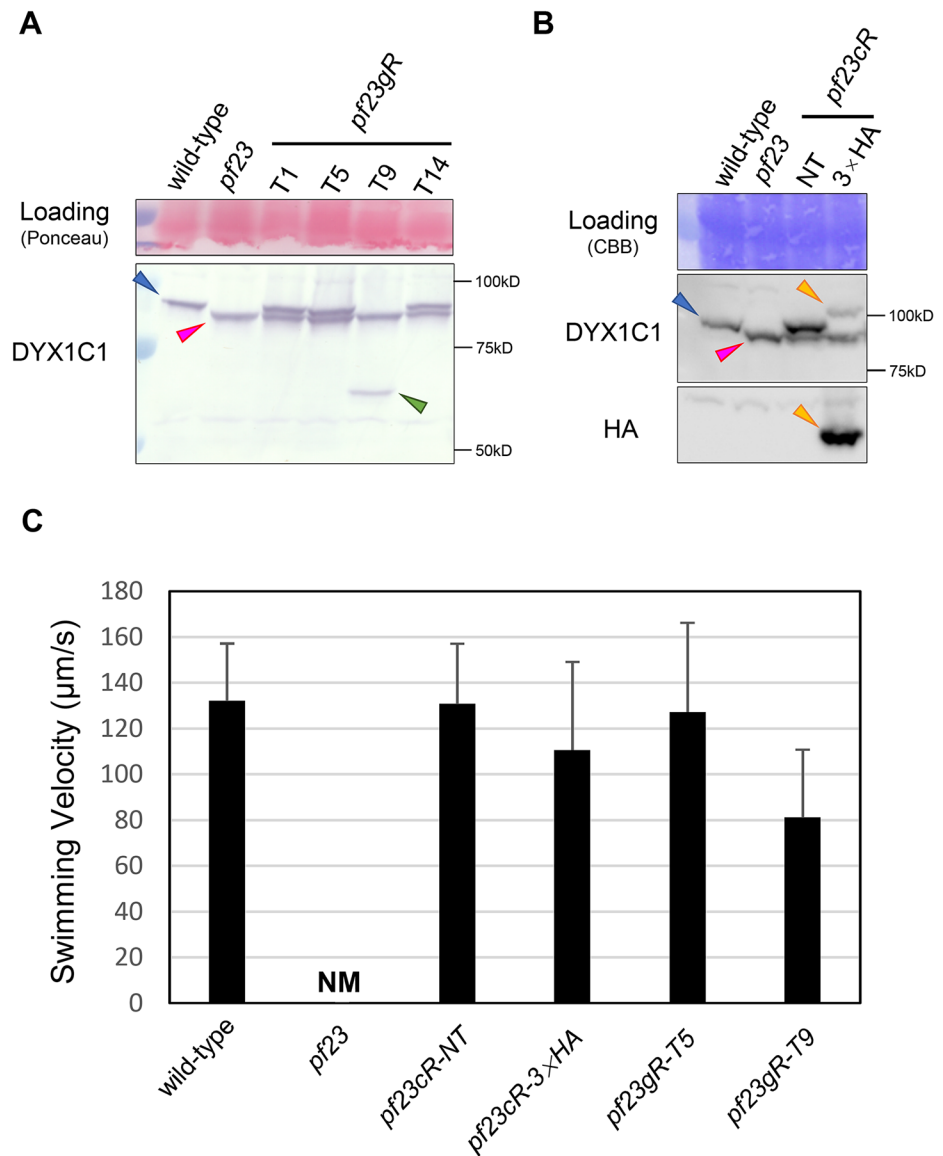 A
wild-type
pf23
pf23gR
T1
T5
T9
T14
Loading
(Ponceau)
DYX1C1
100kD
75kD
50kD
B
wild-type
pf23
pf23cR
NT
3×HA
Loading
(CBB)
DYX1C1
100kD
75kD
HA
C
Swimming Velocity (μm/s)
180
160
140
120
100
80
60
40
20
0
NM
wild-type
pf23
pf23cR-NT
pf23cR-3×HA
pf23gR-T5
pf23gR-T9